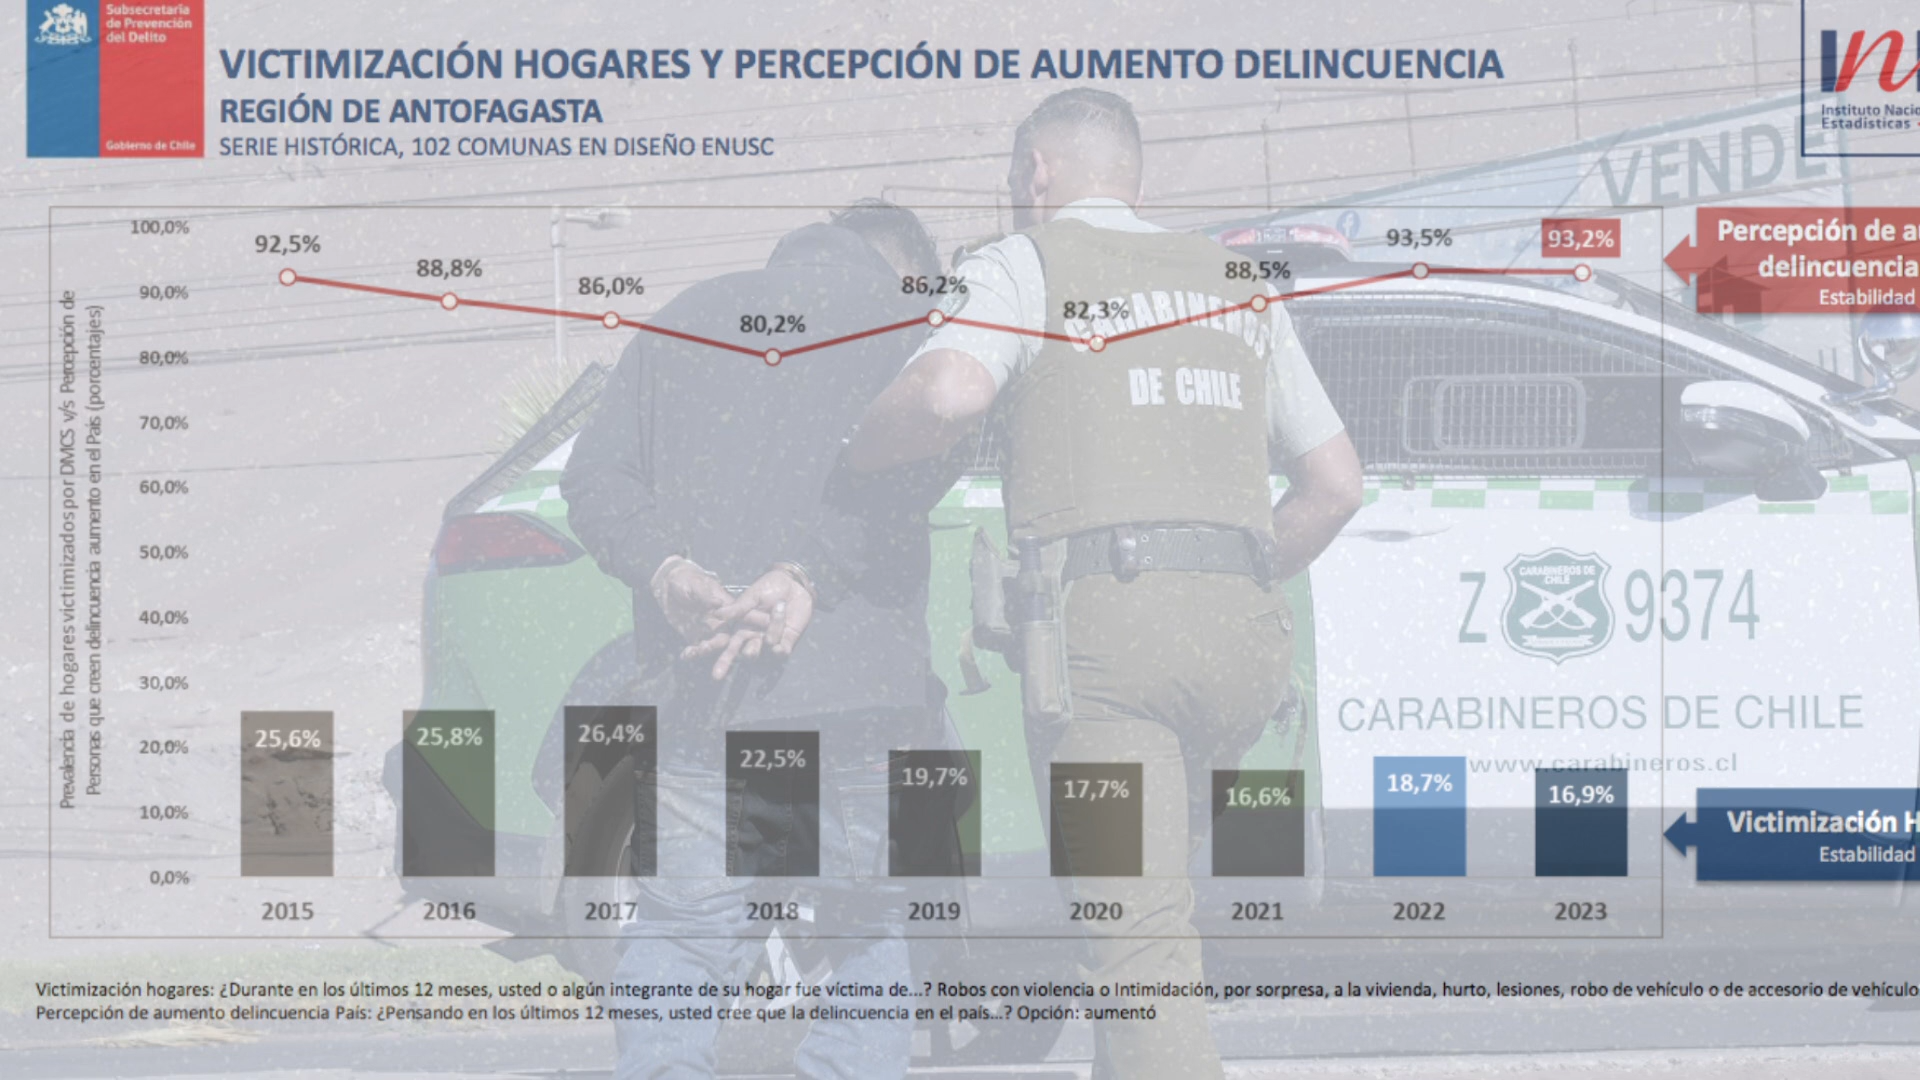 Subsecretaría
de Prevención
del Delito
Gobierno de Chile
VICTIMIZACIÓN HOGARES Y PERCEPCIÓN DE AUMENTO DELINCUENCIA
REGIÓN DE ANTOFAGASTA
SERIE HISTÓRICA, 102 COMUNAS EN DISEÑO ENUSC
Instituto
Estadísticas
VENDE
Prevalencia de hogares victimizados por DMCS v/s Percepción de
Personas que creen delincuencia aumento en el País (porcentajes)
100,0%
90,0%
80,0%
70,0%
60,0%
50,0%
40,0%
30,0%
20,0%
10,0%
0,0%
92,5%
88,8%
86,0%
80,2%
86,2%
82,3%
88,5%
93,5%
93,2%
Percepción de
delincuencia
Estabilidad
CARABINEROS
DE CHILE
CARABINEROS DE
CHILE
Z 9374
CARABINEROS DE CHILE
www.carabineros.cl
25,6%
25,8%
26,4%
22,5%
19,7%
17,7%
16,6%
18,7%
16,9%
Victimización
Estabilidad
2015
2016
2017
2018
2019
2020
2021
2022
2023
Victimización hogares: ¿Durante en los últimos 12 meses, usted o algún integrante de su hogar fue víctima de...? Robos con violencia o Intimidación, por sorpresa, a la vivienda, hurto, lesiones, robo de vehículo o de accesorio de vehículo
Percepción de aumento delincuencia País: ¿Pensando en los últimos 12 meses, usted cree que la delincuencia en el país...? Opción: aumentó